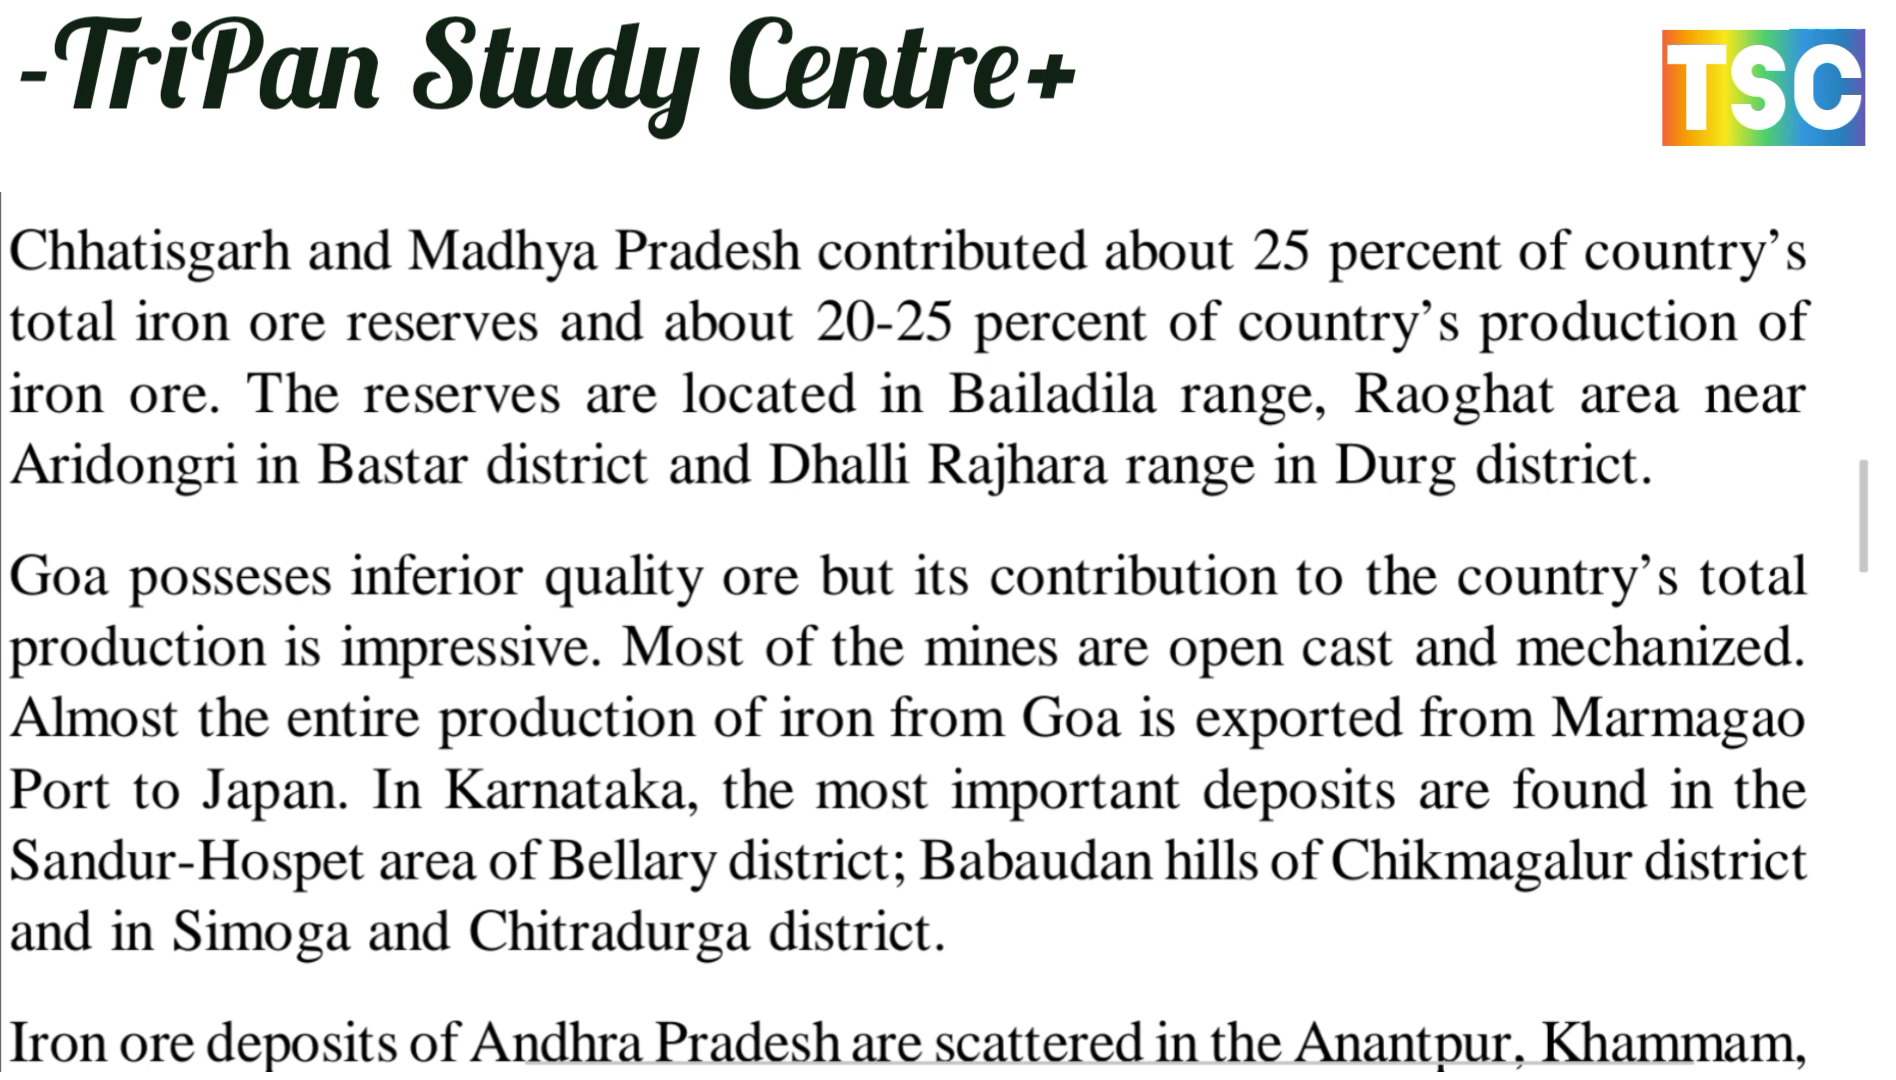 -TriPan Study Centre+
TSC
Chhatisgarh and Madhya Pradesh contributed about 25 percent of country’s
total iron ore reserves and about 20-25 percent of country’s production of
iron ore. The reserves are located in Bailadila range, Raoghat area near
Aridongri in Bastar district and Dhalli Rajhara range in Durg district.
Goa posseses inferior quality ore but its contribution to the country’s total
production is impressive. Most of the mines are open cast and mechanized.
Almost the entire production of iron from Goa is exported from Marmagao
Port to Japan. In Karnataka, the most important deposits are found in the
Sandur-Hospet area of Bellary district; Babaudan hills of Chikmagalur district
and in Simoga and Chitradurga district.
Iron ore deposits of Andhra Pradesh are scattered in the Anantpur, Khammam,